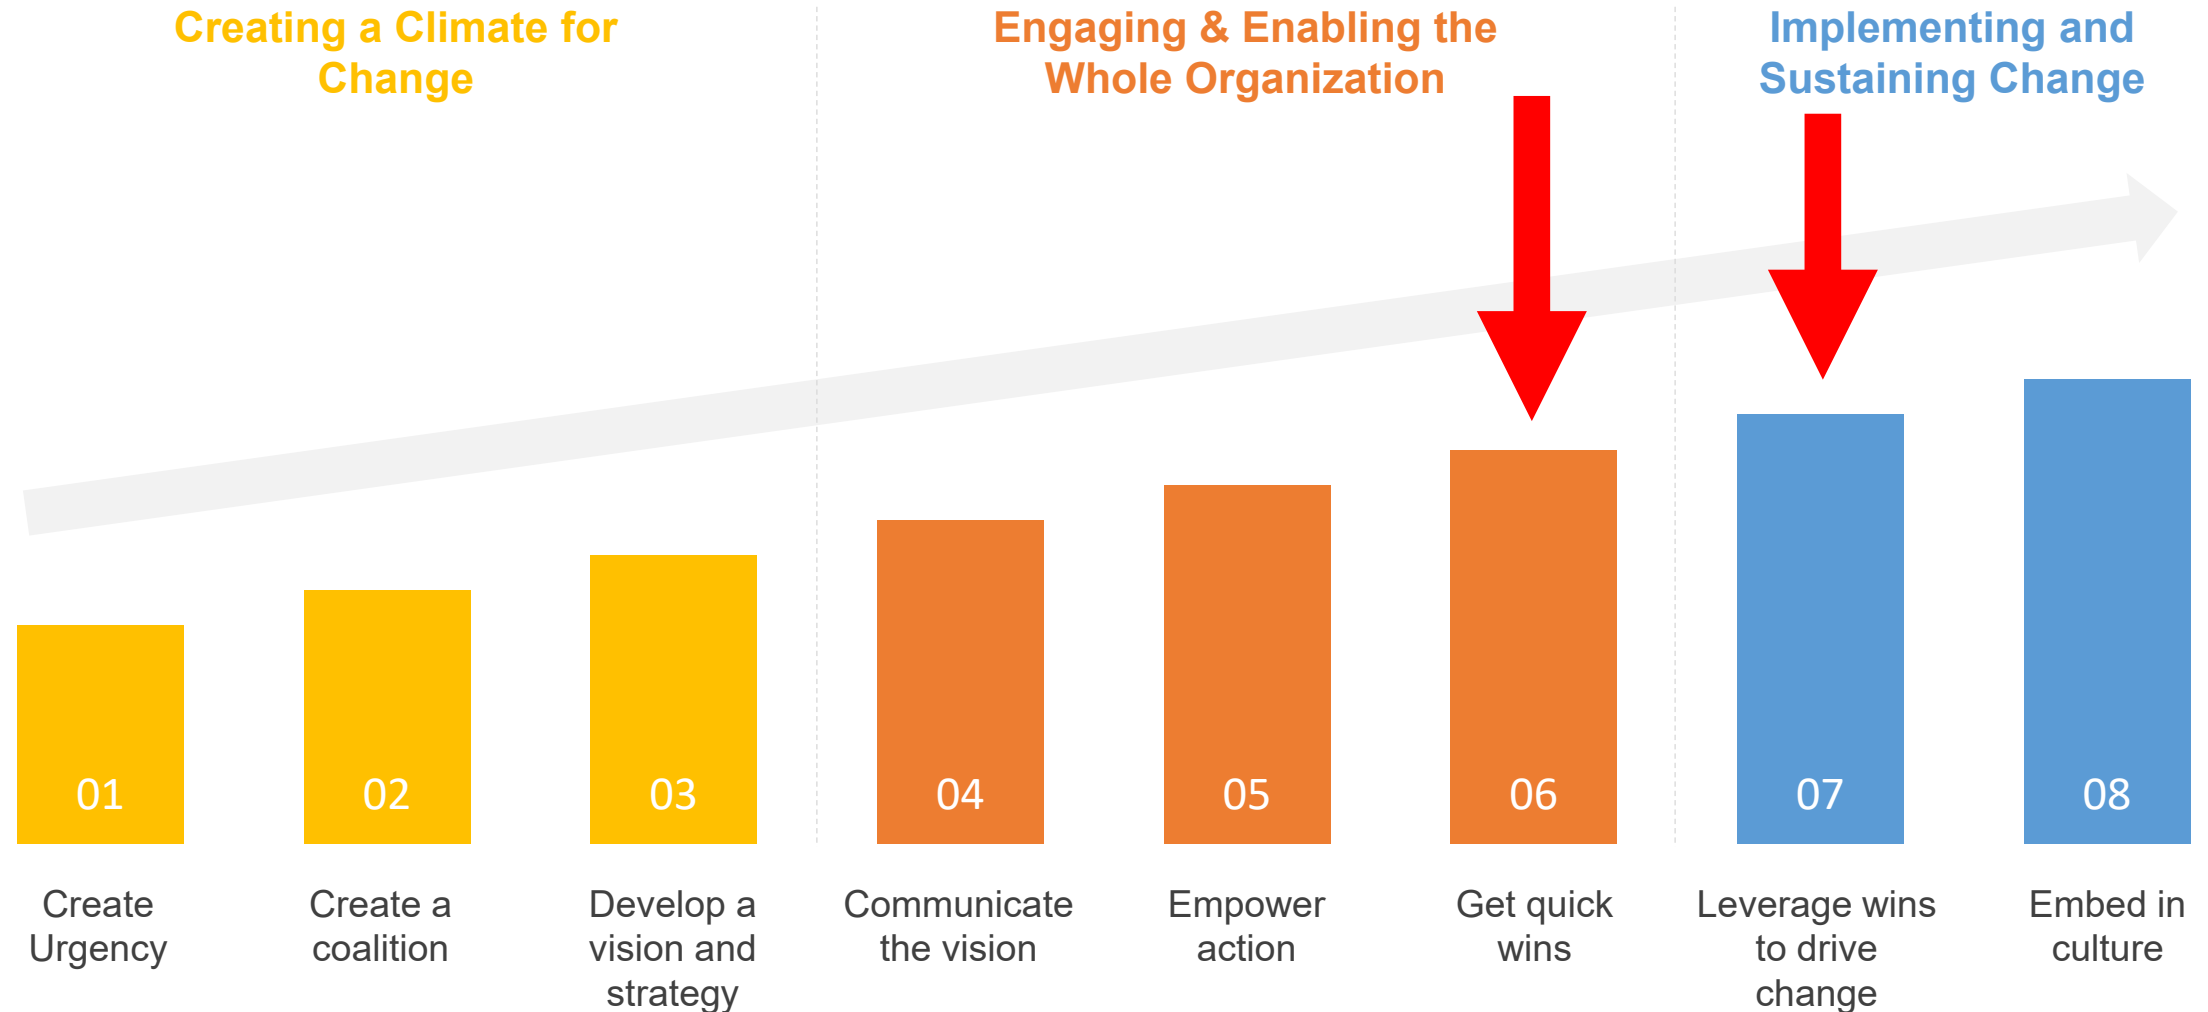 Creating a Climate for
Change
Engaging & Enabling the
Whole Organization
Implementing and
Sustaining Change
01
02
03
04
05
06
07
08
Create
Urgency
Create a
coalition
Develop a
vision and
strategy
Communicate
the vision
Empower
action
Get quick
wins
Leverage wins
to drive
change
Embed in
culture